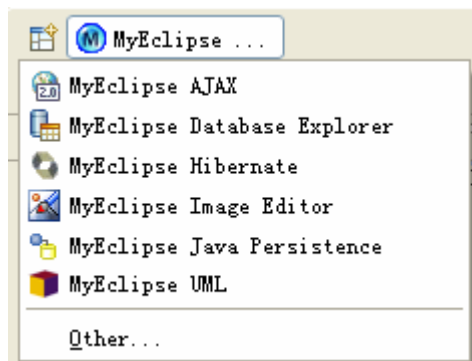 MyEclipse ...
MyEclipse AJAX
MyEclipse Database Explorer
MyEclipse Hibernate
MyEclipse Image Editor
MyEclipse Java Persistence
MyEclipse UML
Other...